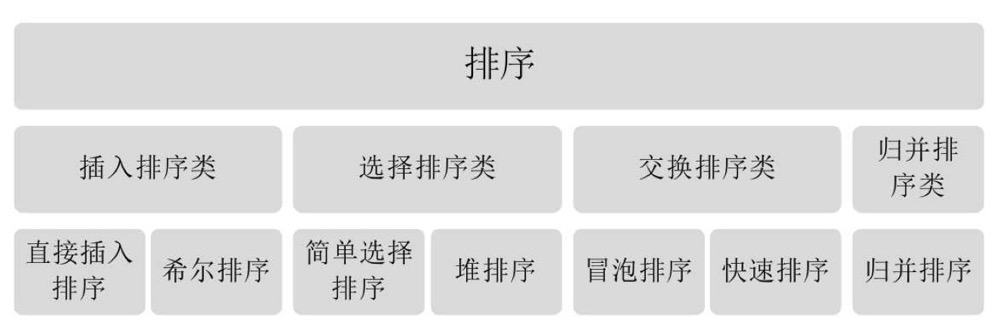 排序
插入排序类
选择排序类
交换排序类
归并排
序类
直接插入
排序
希尔排序
简单选择
排序
堆排序
冒泡排序
快速排序
归并排序